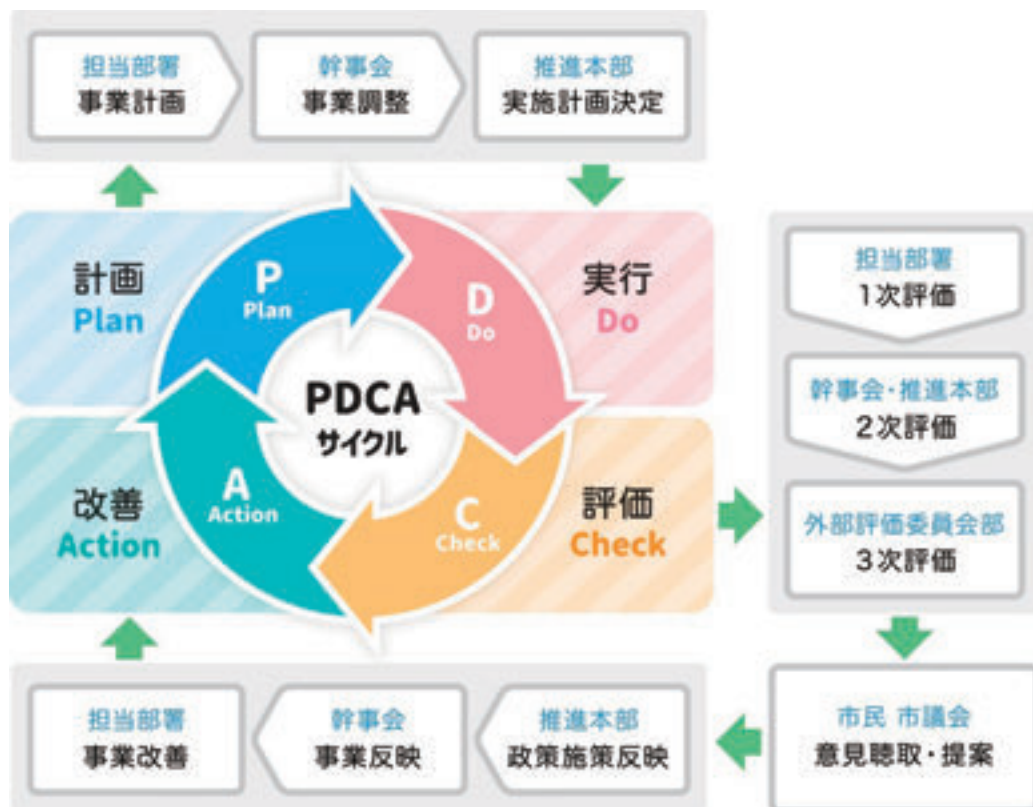 担当部署
事業計画
幹事会
事業調整
推進本部
実施計画決定
計画
Plan
P
Plan
D
Do
実行
Do
PDCA
サイクル
改善
Action
A
Action
C
Check
評価
Check
担当部署
1次評価
幹事会・推進本部
2次評価
外部評価委員会部
3次評価
市民 市議会
意見聴取・提案
推進本部
政策施策反映
幹事会
事業反映
担当部署
事業改善